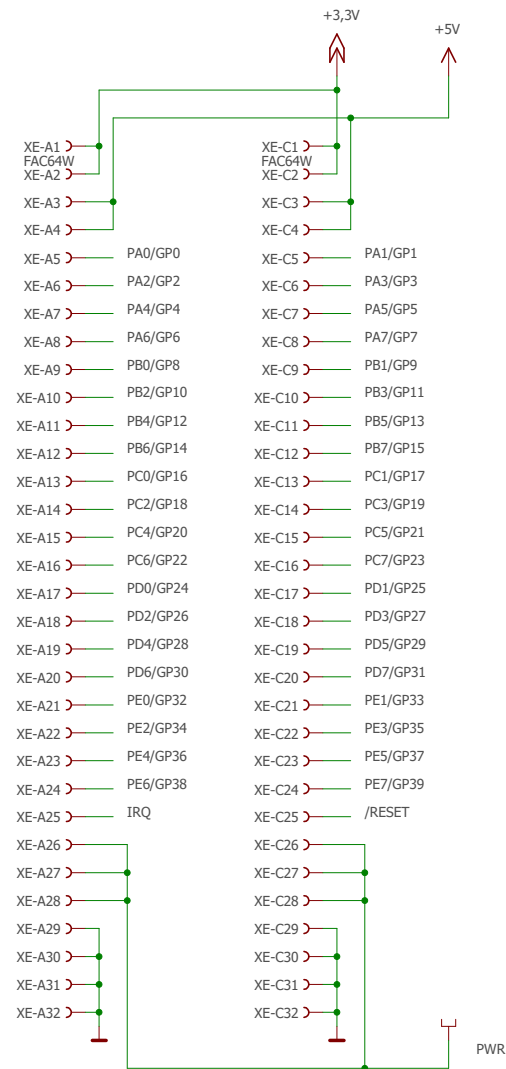 +3,3V
+5V
XE-A1 XE-C1
FAC64W FAC64W
XE-A2 XE-C2
XE-A3 XE-C3
XE-A4 XE-C4
XE-A5 PA0/GP0 XE-C5 PA1/GP1
XE-A6 PA2/GP2 XE-C6 PA3/GP3
XE-A7 PA4/GP4 XE-C7 PA5/GP5
XE-A8 PA6/GP6 XE-C8 PA7/GP7
XE-A9 PB0/GP8 XE-C9 PB1/GP9
XE-A10 PB2/GP10 XE-C10 PB3/GP11
XE-A11 PB4/GP12 XE-C11 PB5/GP13
XE-A12 PB6/GP14 XE-C12 PB7/GP15
XE-A13 PC0/GP16 XE-C13 PC1/GP17
XE-A14 PC2/GP18 XE-C14 PC3/GP19
XE-A15 PC4/GP20 XE-C15 PC5/GP21
XE-A16 PC6/GP22 XE-C16 PC7/GP23
XE-A17 PD0/GP24 XE-C17 PD1/GP25
XE-A18 PD2/GP26 XE-C18 PD3/GP27
XE-A19 PD4/GP28 XE-C19 PD5/GP29
XE-A20 PD6/GP30 XE-C20 PD7/GP31
XE-A21 PE0/GP32 XE-C21 PE1/GP33
XE-A22 PE2/GP34 XE-C22 PE3/GP35
XE-A23 PE4/GP36 XE-C23 PE5/GP37
XE-A24 PE6/GP38 XE-C24 PE7/GP39
XE-A25 IRQ XE-C25 /RESET
XE-A26 XE-C26
XE-A27 XE-C27
XE-A28 XE-C28
XE-A29 XE-C29
XE-A30 XE-C30
XE-A31 XE-C31
XE-A32 XE-C32
PWR